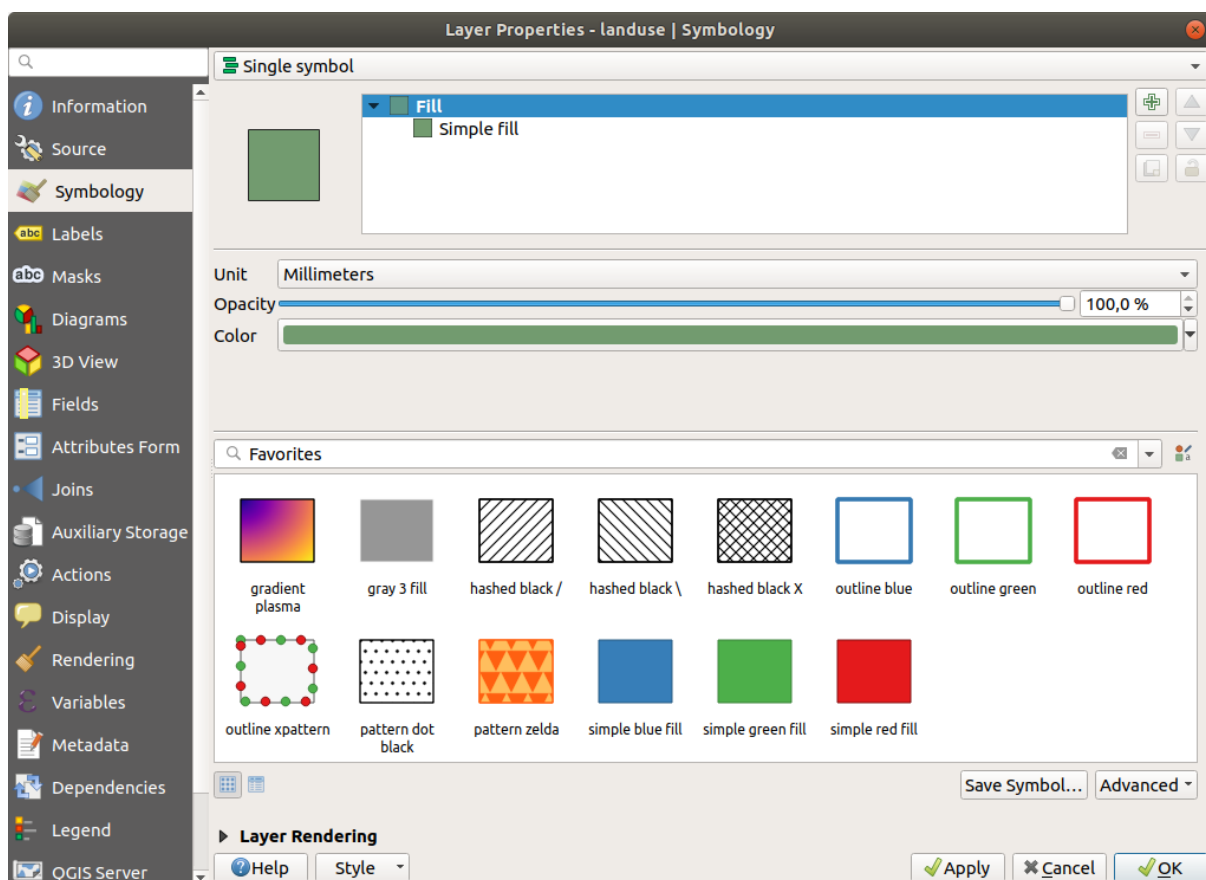 Layer Properties - landuse | Symbology
Information
Source
Symbology
abc Labels
abc Masks
Diagrams
3D View
Fields
Attributes Form
Joins
Auxiliary Storage
Actions
Display
Rendering
Variables
Metadata
Dependencies
Legend
QGIS Server
Single symbol
Fill
Simple fill
Unit Millimeters
Opacity 100,0 %
Color
Favorites
gradient plasma
gray 3 fill
hashed black /
hashed black \
hashed black X
outline blue
outline green
outline red
outline xpattern
pattern dot black
pattern zelda
simple blue fill
simple green fill
simple red fill
Save Symbol... Advanced
Layer Rendering
Help Style Apply Cancel OK